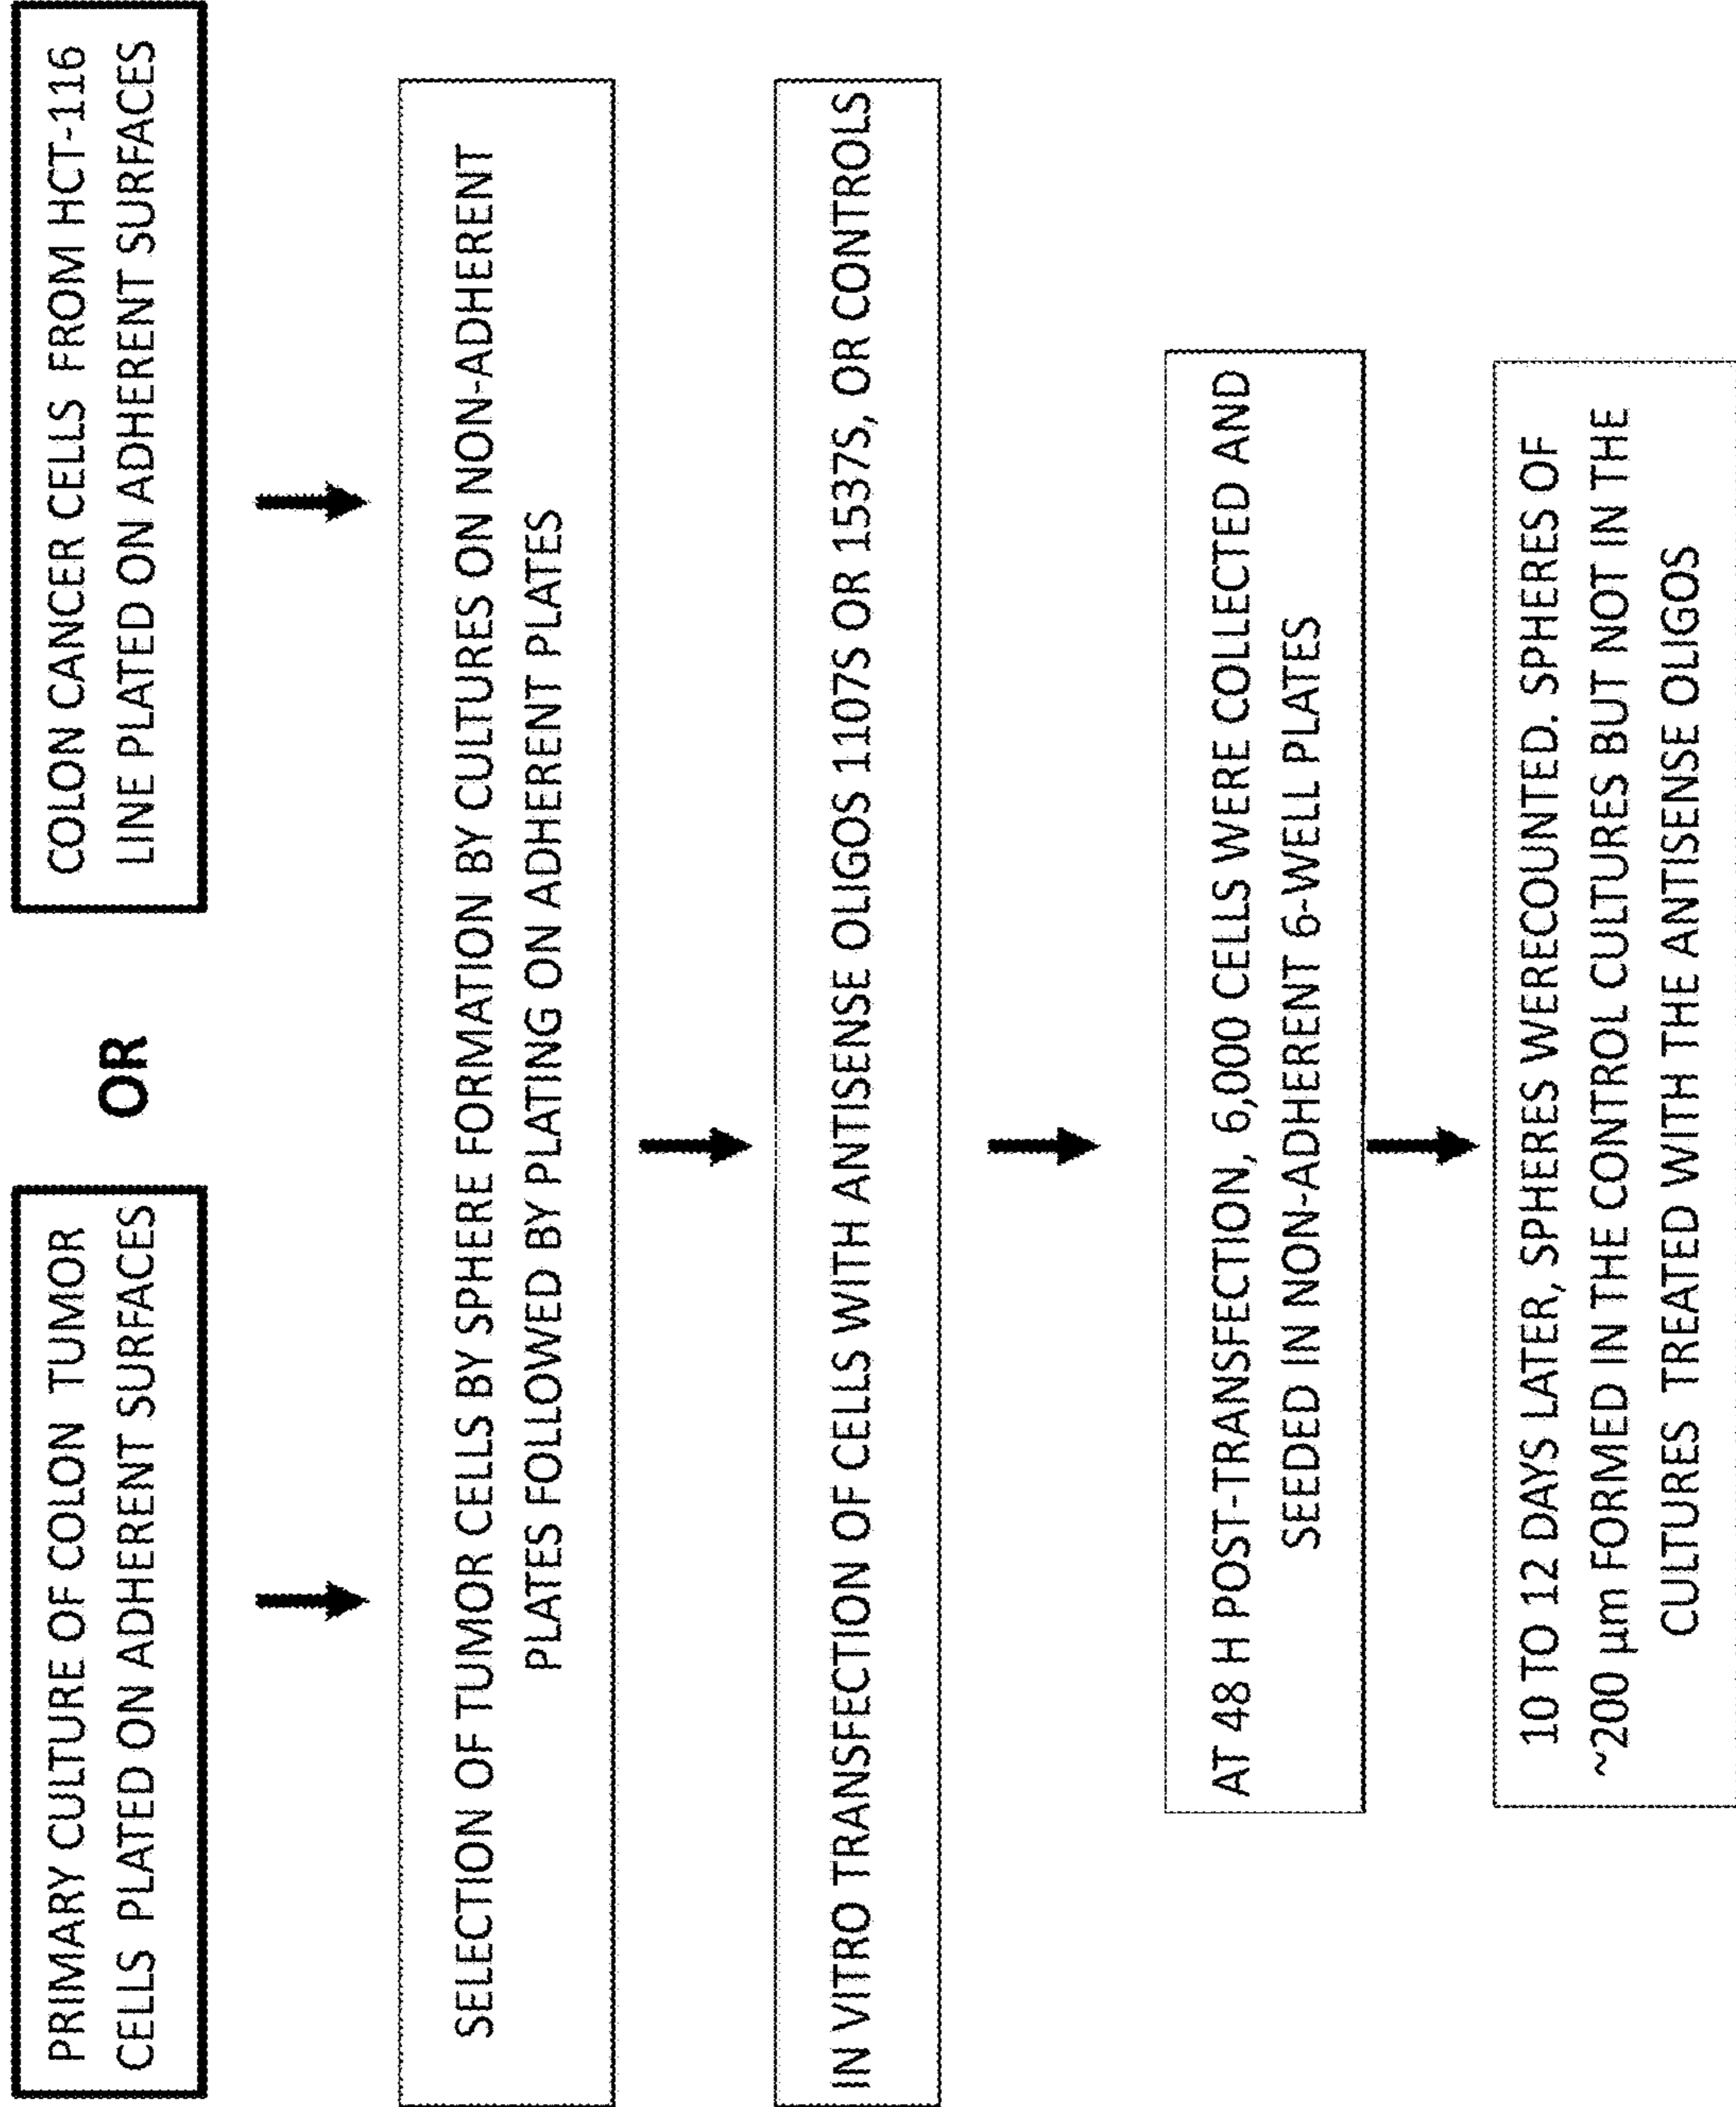 PRIMARY CULTURE OF COLON TUMOR
CELLS PLATED ON ADHERENT SURFACES
OR
COLON CANCER CELLS FROM HCT-116
LINE PLATED ON ADHERENT SURFACES
SELECTION OF TUMOR CELLS BY SPHERE FORMATION BY CULTURES ON NON-ADHERENT
PLATES FOLLOWED BY PLATING ON ADHERENT PLATES
IN VITRO TRANSFECTION OF CELLS WITH ANTISENSE OLIGOS 1107S OR 1537S, OR CONTROLS
AT 48 H POST-TRANSFECTION, 6,000 CELLS WERE COLLECTED AND
SEEDED IN NON-ADHERENT 6-WELL PLATES
10 TO 12 DAYS LATER, SPHERES WERECOUNTED. SPHERES OF
~200 µm FORMED IN THE CONTROL CULTURES BUT NOT IN THE
CULTURES TREATED WITH THE ANTISENSE OLIGOS